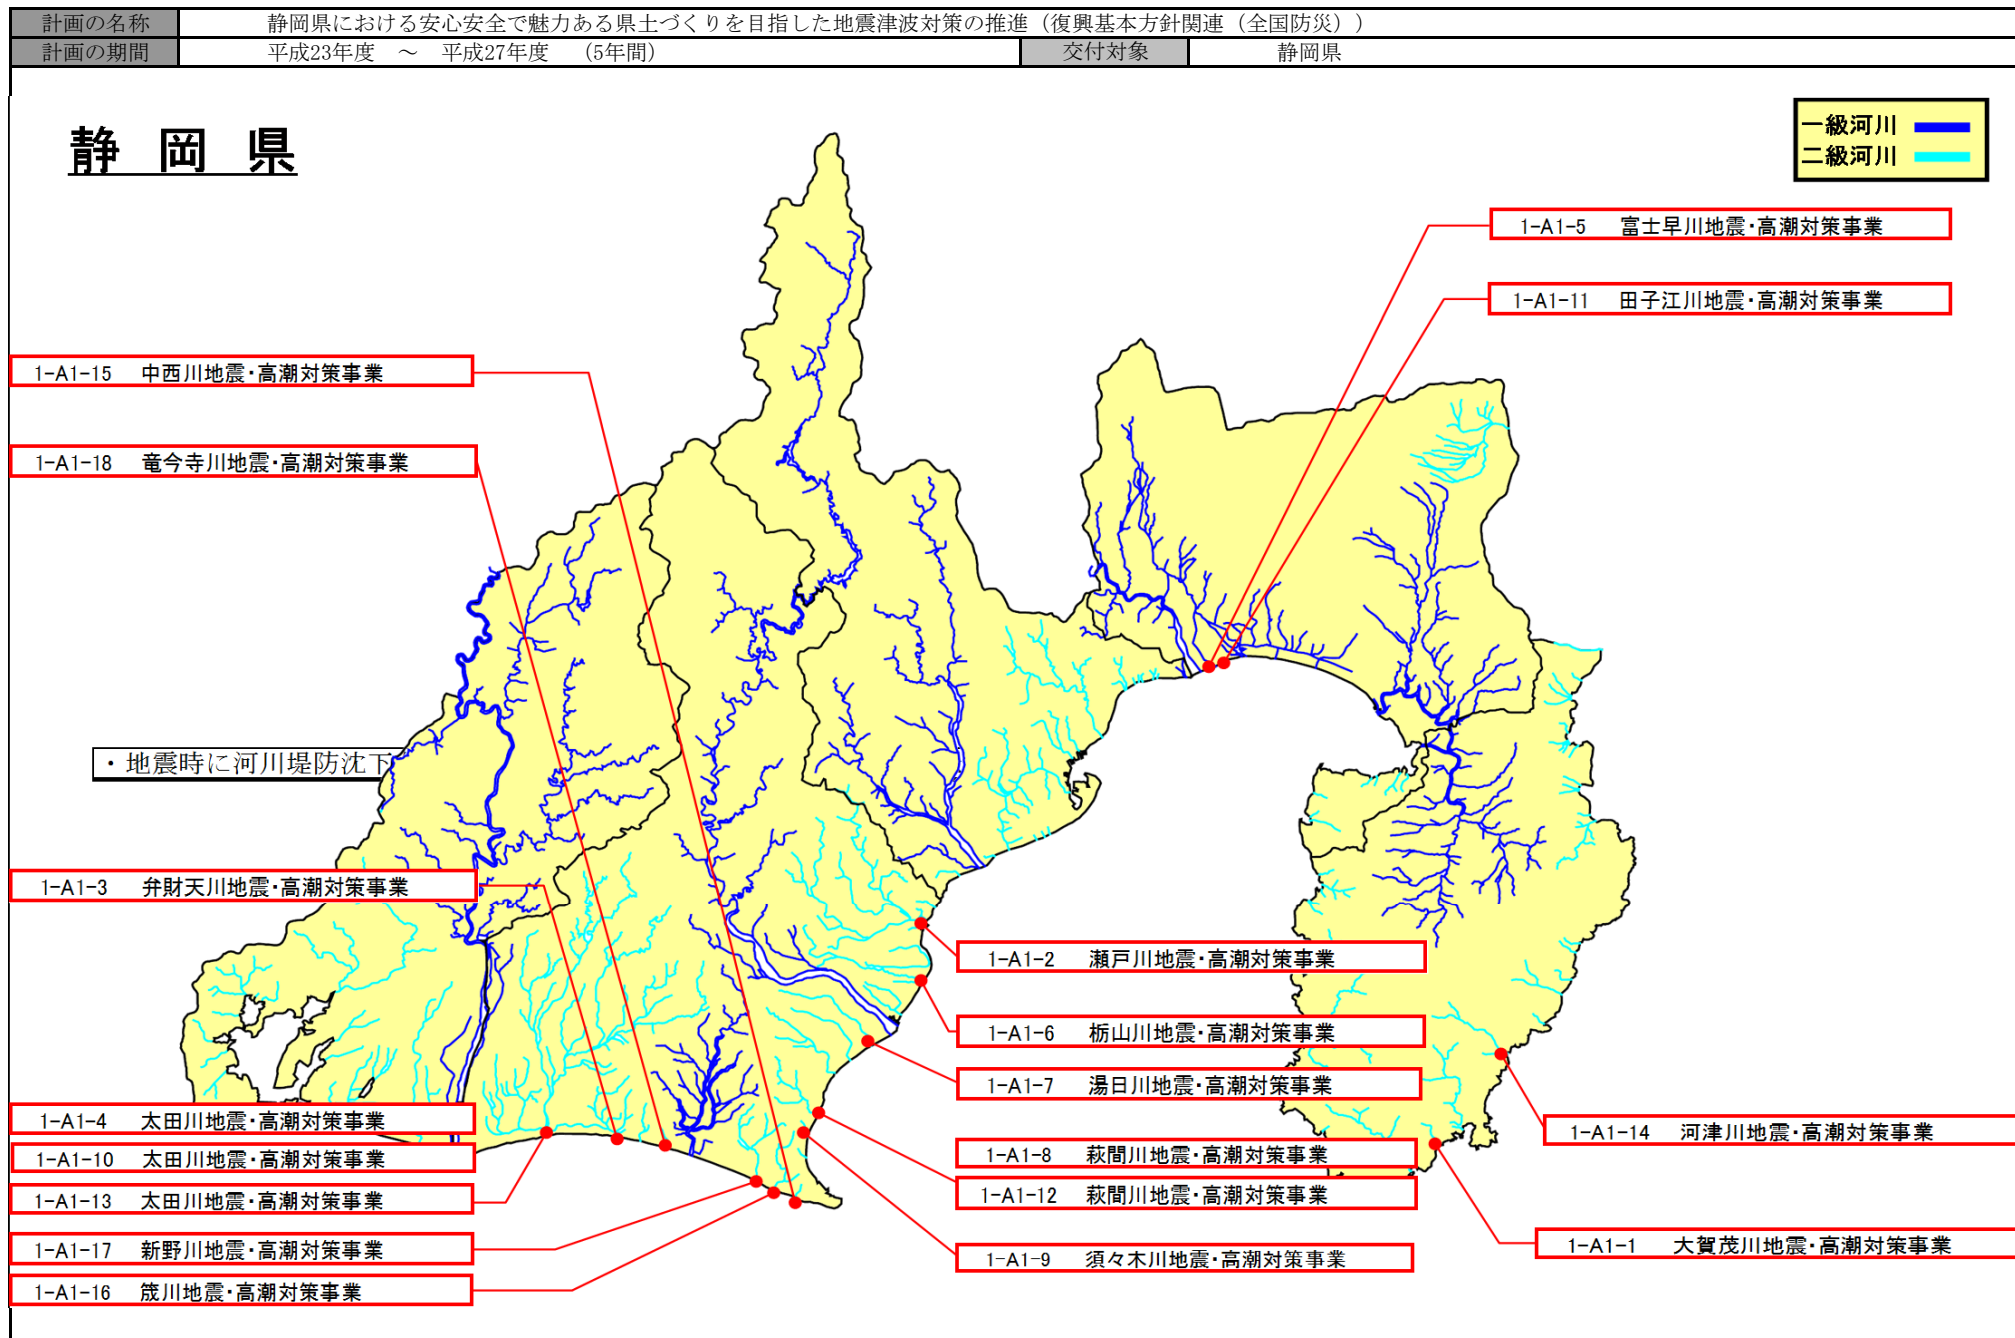 計画の名称 静岡県における安心安全で魅力ある県土づくりを目指した地震津波対策の推進（復興基本方針関連（全国防災））
計画の期間 平成23年度 ～ 平成27年度 （5年間） 交付対象 静岡県
静岡県
一級河川
二級河川
1-A1-5 富士早川地震・高潮対策事業
1-A1-11 田子江川地震・高潮対策事業
1-A1-15 中西川地震・高潮対策事業
1-A1-18 竜今寺川地震・高潮対策事業
・地震時に河川堤防沈下
1-A1-3 弁財天川地震・高潮対策事業
1-A1-2 瀬戸川地震・高潮対策事業
1-A1-6 栃山川地震・高潮対策事業
1-A1-7 湯日川地震・高潮対策事業
1-A1-4 太田川地震・高潮対策事業
1-A1-10 太田川地震・高潮対策事業
1-A1-13 太田川地震・高潮対策事業
1-A1-8 萩間川地震・高潮対策事業
1-A1-12 萩間川地震・高潮対策事業
1-A1-14 河津川地震・高潮対策事業
1-A1-17 新野川地震・高潮対策事業
1-A1-9 須々木川地震・高潮対策事業
1-A1-1 大賀茂川地震・高潮対策事業
1-A1-16 筬川地震・高潮対策事業